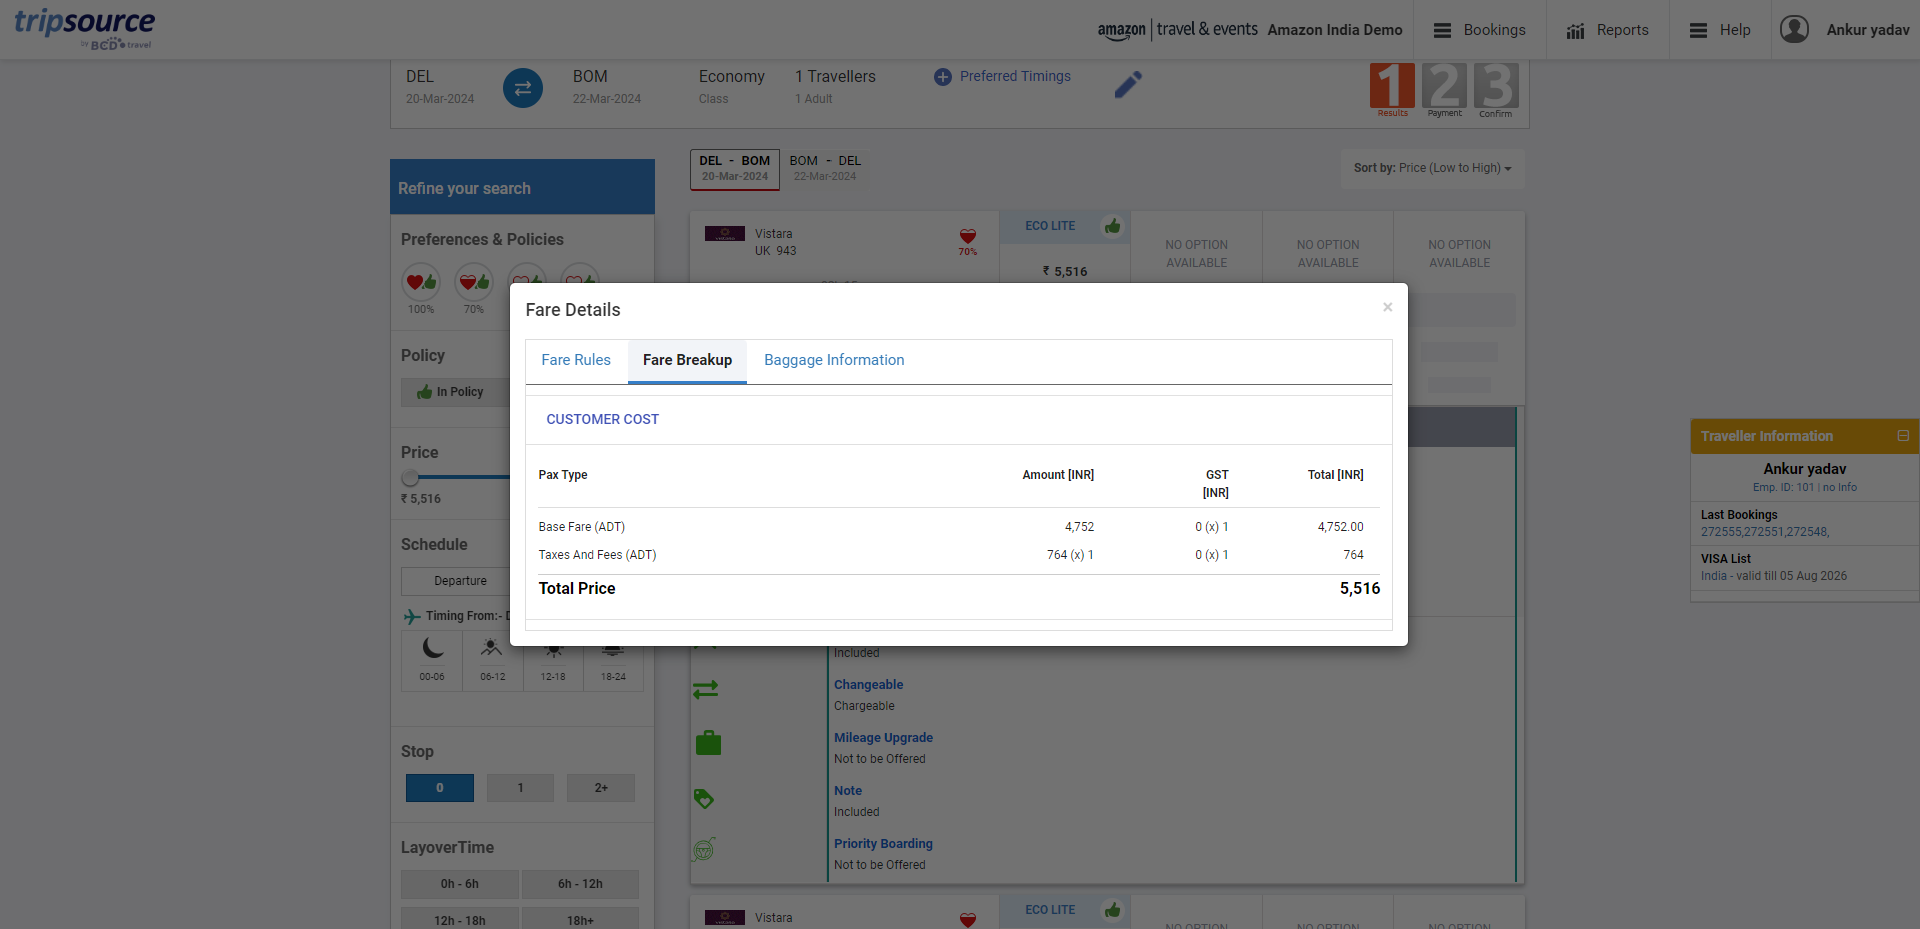 tripsource
by BCD travel
amazon | travel & events Amazon India Demo
Bookings
Reports
Help
Ankur yadav
DEL
20-Mar-2024
BOM
22-Mar-2024
Economy
Class
1 Travellers
1 Adult
Preferred Timings
1 2 3
Results Payment Confirm
DEL - BOM
20-Mar-2024
BOM - DEL
22-Mar-2024
Sort by: Price (Low to High)
Refine your search
Preferences & Policies
100% 70%
Policy
In Policy
Price
₹ 5,516
Schedule
Departure
Timing From:-
00-06 06-12 12-18 18-24
Stop
0 1 2+
LayoverTime
0h - 6h 6h - 12h
12h - 18h 18h+
Vistara
UK 943
70%
ECO LITE
₹ 5,516
NO OPTION
AVAILABLE
NO OPTION
AVAILABLE
NO OPTION
AVAILABLE
Fare Details
×
Fare Rules Fare Breakup Baggage Information
CUSTOMER COST
Pax Type Amount [INR] GST [INR] Total [INR]
Base Fare (ADT) 4,752 0 (x) 1 4,752.00
Taxes And Fees (ADT) 764 (x) 1 0 (x) 1 764
Total Price 5,516
Included
Changeable
Chargeable
Mileage Upgrade
Not to be Offered
Note
Included
Priority Boarding
Not to be Offered
Vistara
ECO LITE
NO OPTION NO OPTION NO OPTION
Traveller Information
Ankur yadav
Emp. ID: 101 | no Info
Last Bookings
272555,272551,272548,
VISA List
India - valid till 05 Aug 2026